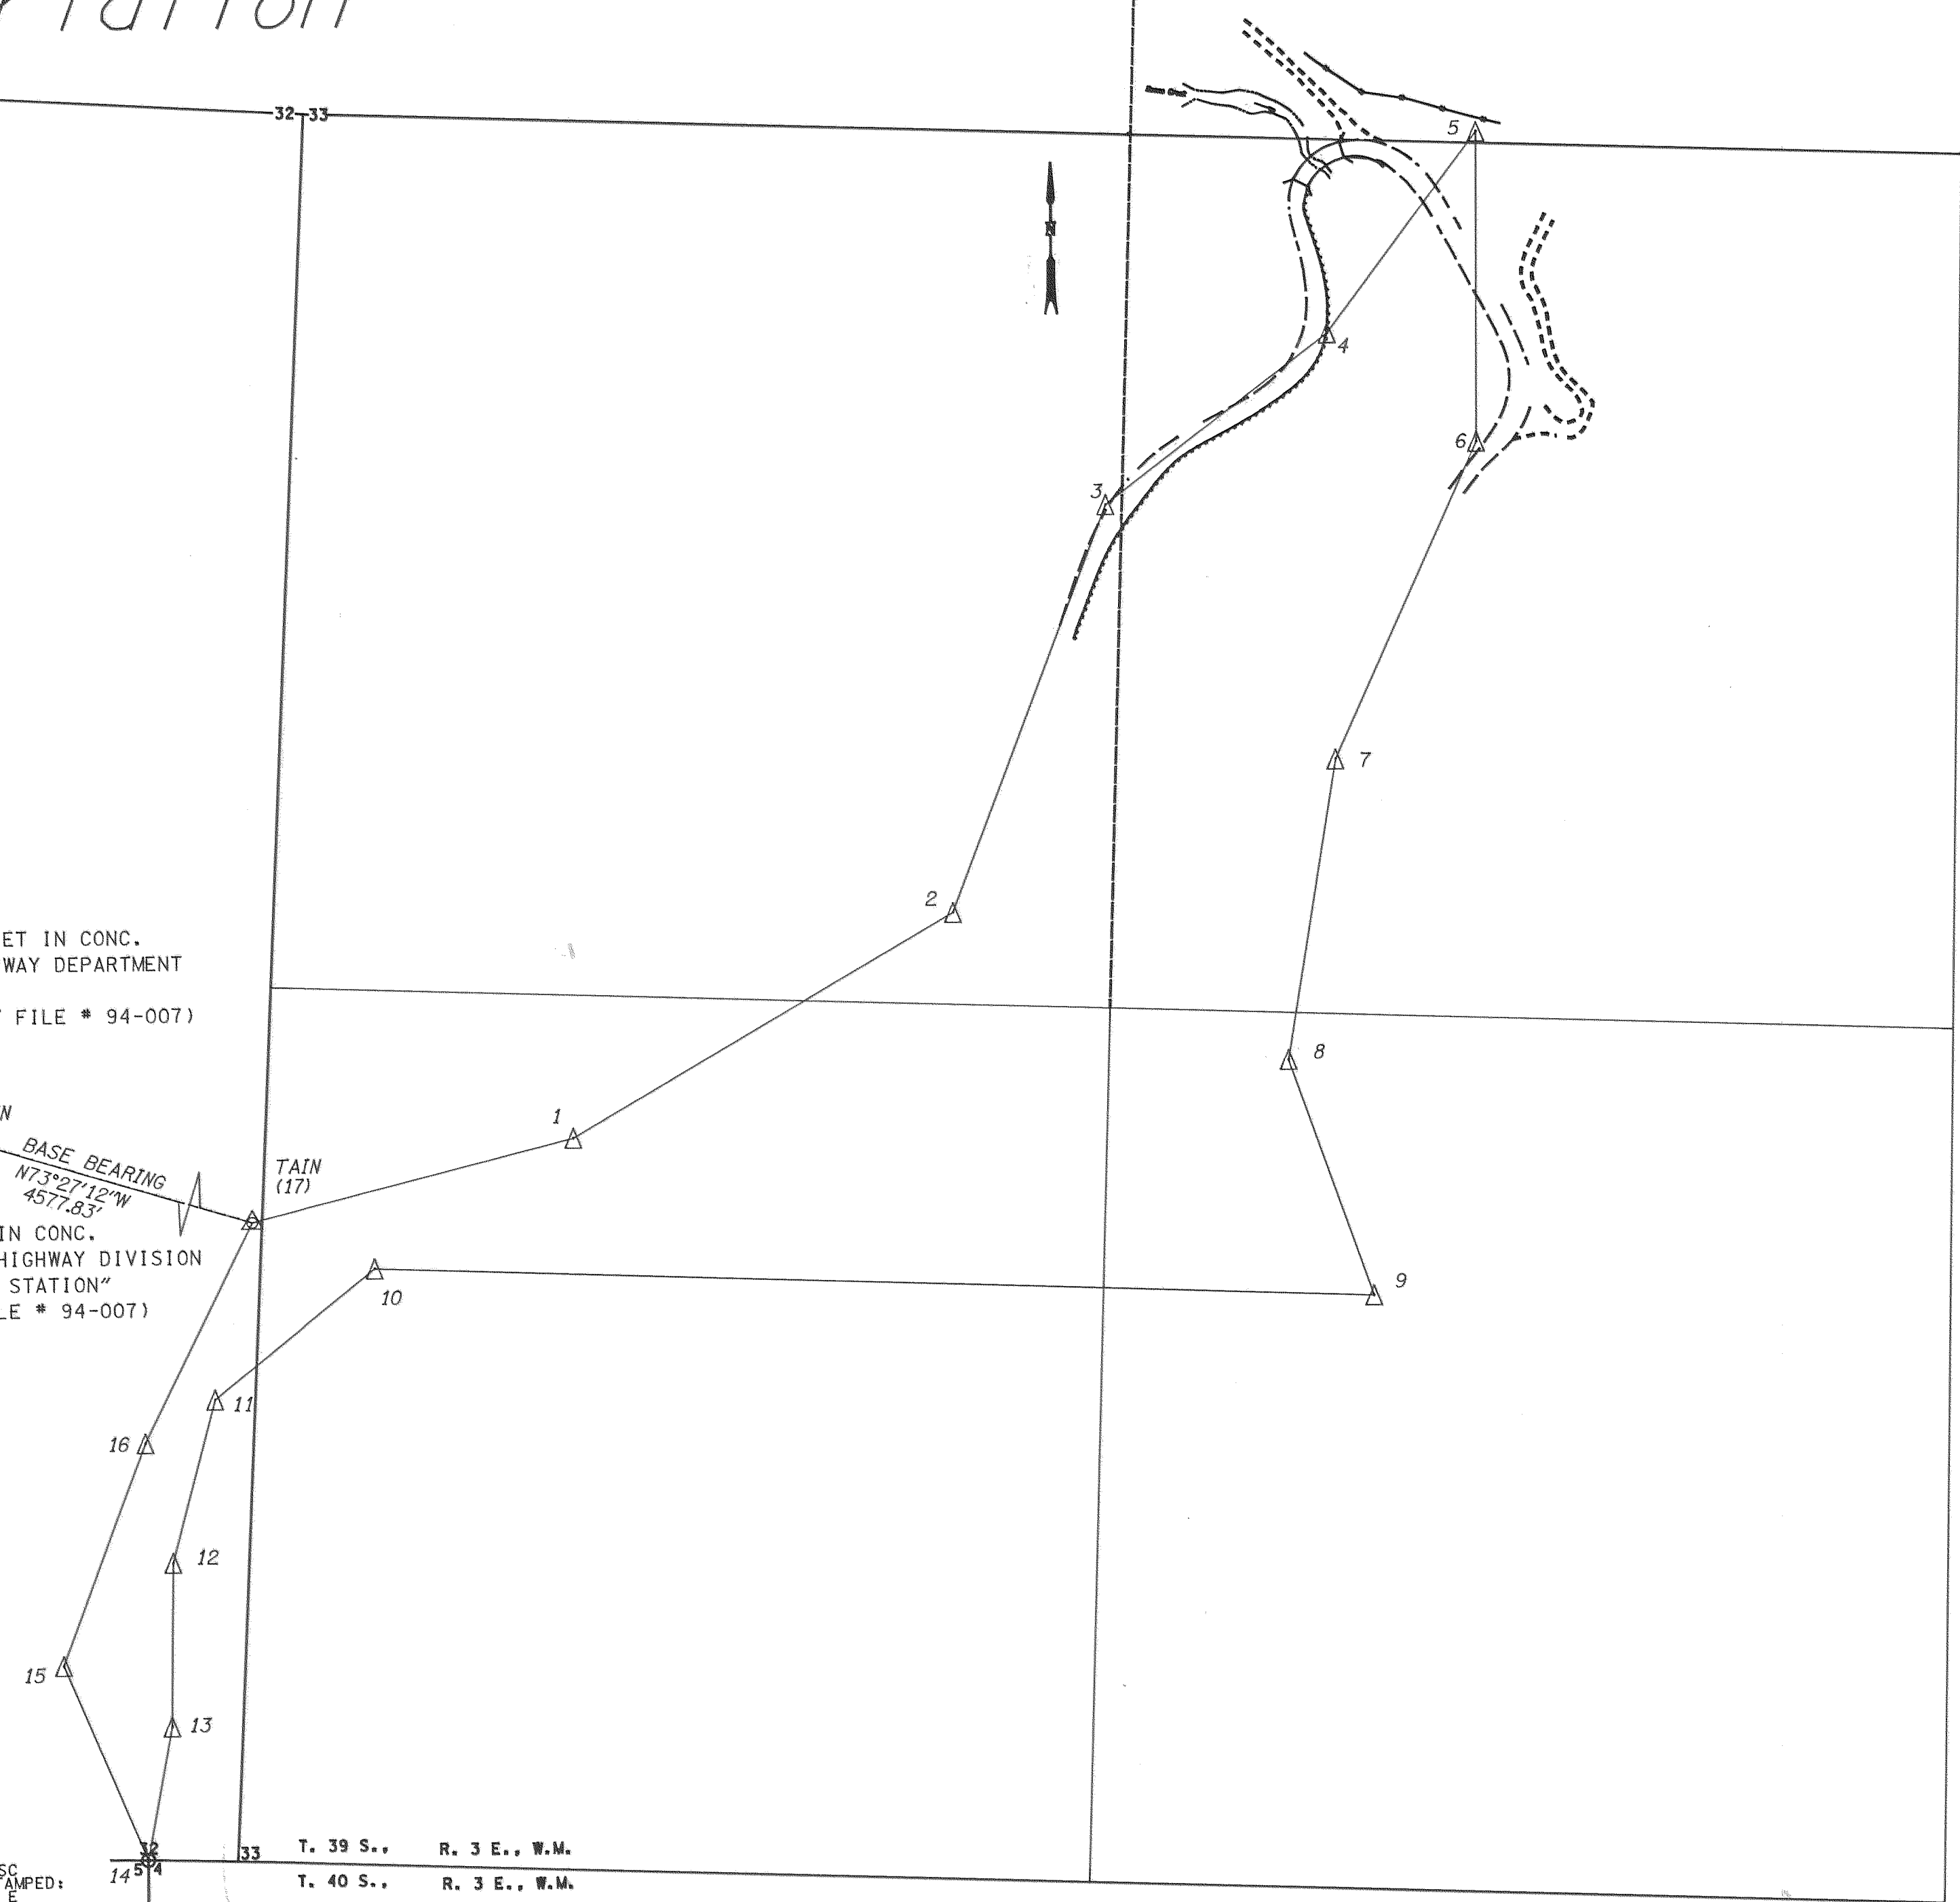 32 33
5
N
4
6
3
7
2
ET IN CONC.
WAY DEPARTMENT
FILE # 94-007)
8
1
N
BASE BEARING
N73°27'12"W
4577.83'
TAIN
(17)
IN CONC.
HIGHWAY DIVISION
STATION"
LE # 94-007)
10
9
11
16
12
15
13
32
33
T. 39 S., R. 3 E., W.M.
5 4
14
SC
AMPED:
E
T. 40 S., R. 3 E., W.M.